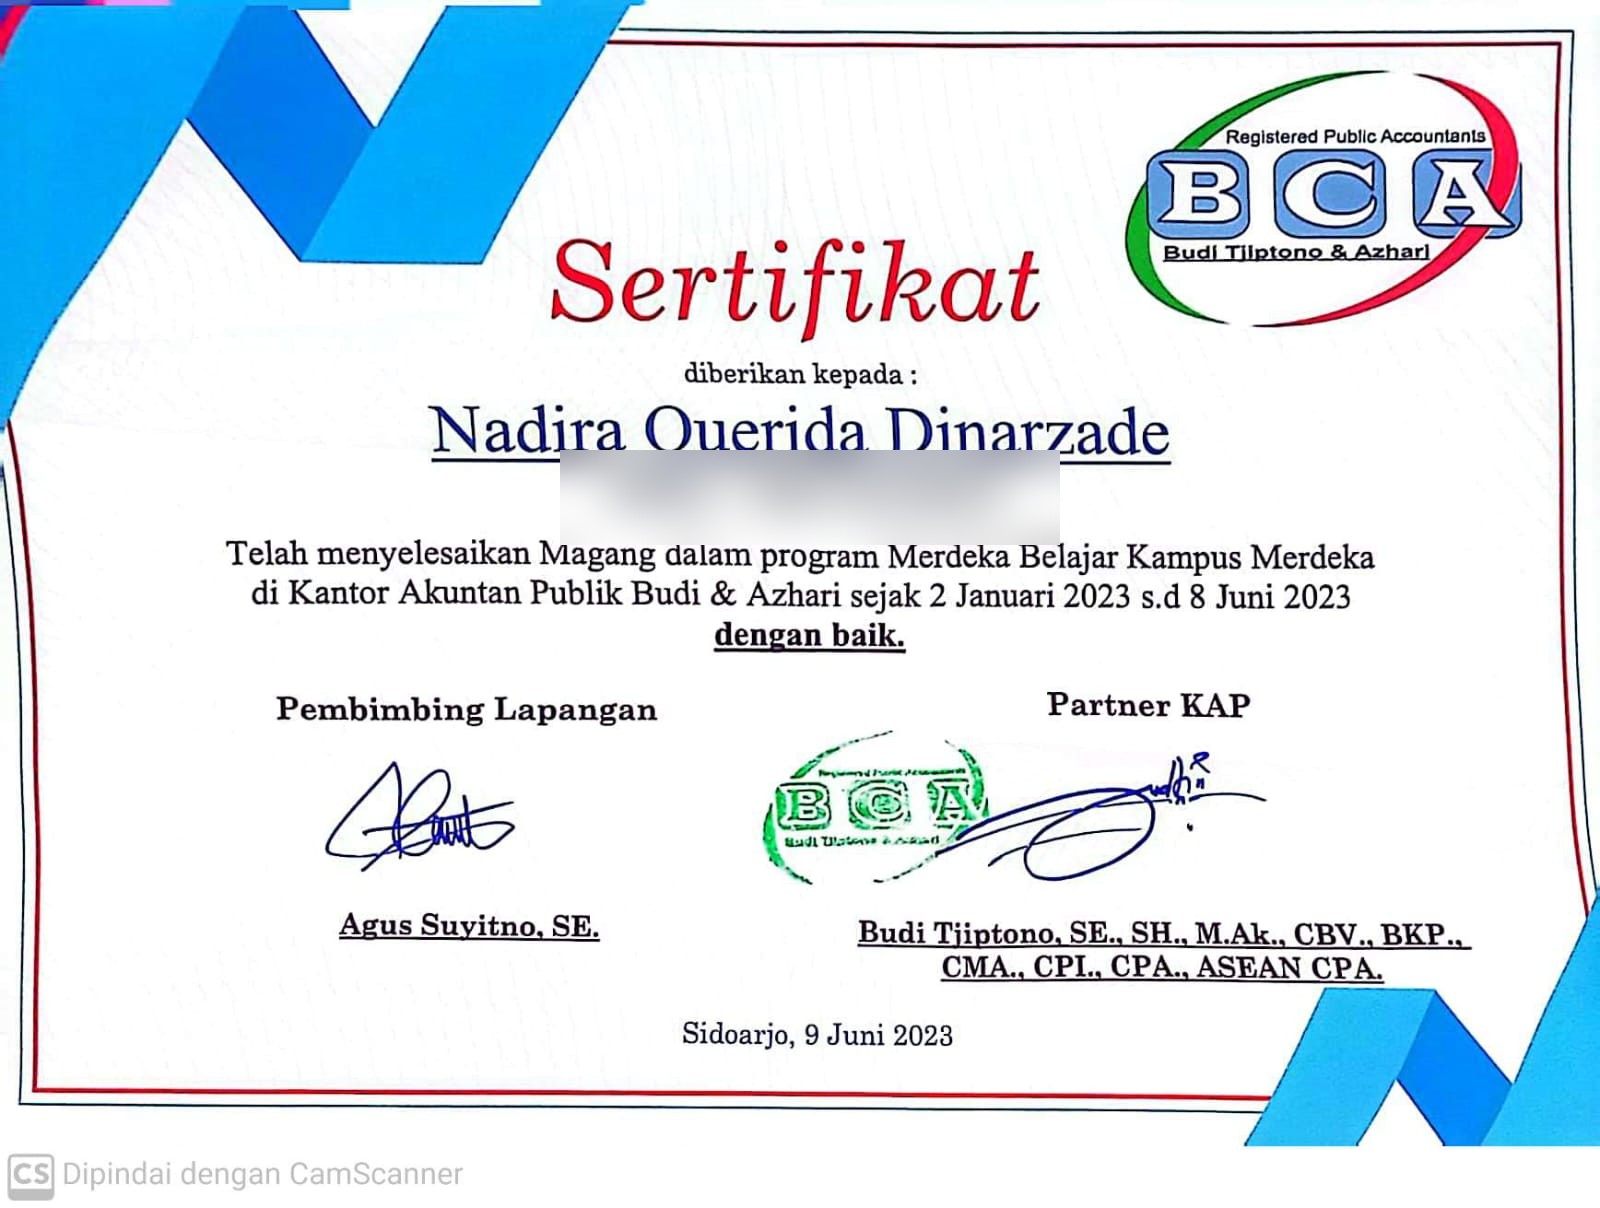 Registered Public Accountants
BCA
Budi Tjiptono & Azhari
Sertifikat
diberikan kepada :
Nadira Querida Dinarzade
Telah menyelesaikan Magang dalam program Merdeka Belajar Kampus Merdeka
di Kantor Akuntan Publik Budi & Azhari sejak 2 Januari 2023 s.d 8 Juni 2023
dengan baik.
Pembimbing Lapangan
Partner KAP
BCA
Agus Suyitno, SE.
Budi Tjiptono, SE., SH., M.Ak., CBV., BKP.,
CMA., CPI., CPA., ASEAN CPA.
Sidoarjo, 9 Juni 2023
CS Dipindai dengan CamScanner